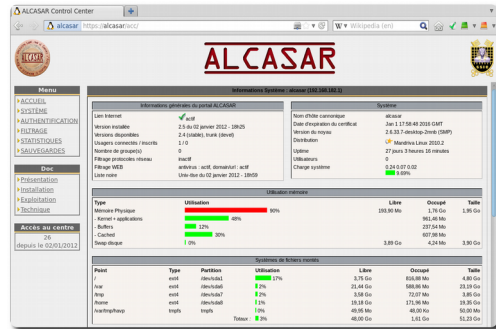 ALCASAR Control Center
alcasar https://alcasar/acc/
Wikipedia (en)
ALCASAR
Menu
ACCUEIL
SYSTÈME
AUTHENTIFICATION
FILTRAGE
STATISTIQUES
SAUVEGARDES
Doc
Présentation
Installation
Exploitation
Technique
Accès au centre
26
depuis le 02/01/2012
Informations Système : alcasar (192.168.182.1)
Informations générales du portail ALCASAR
Lien Internet actif
Version installée 2.5 du 02 janvier 2012 - 18h25
Versions disponibles 2.4 (stable), trunk (devel)
Usagers connectés / inscrits 1 / 0
Nombre de groupe(s) 0
Filtrage protocoles réseau inactif
Filtrage WEB antivirus : actif, domain/url : actif
Liste noire Univ-tlse du 02 janvier 2012 - 18h59
Système
Nom d'hôte cannonique alcasar
Date d'expiration du certificat Jan 1 17:58:48 2016 GMT
Version du noyau 2.6.33.7-desktop-2mnb (SMP)
Distribution Mandriva Linux 2010.2
Uptime 27 jours 3 heures 16 minutes
Utilisateurs 0
Charge système 0.24 0.07 0.02
9.69%
Utilisation mémoire
Type Utilisation Libre Occupé Taille
Mémoire Physique 90% 193,90 Mo 1,76 Go 1,95 Go
- Kernel + applications 48% 961,46 Mo
- Buffers 12% 237,54 Mo
- Cached 30% 607,98 Mo
Swap disque 0% 3,89 Go 4,24 Mo 3,90 Go
Systèmes de fichiers montés
Point Type Partition Utilisation Libre Occupé Taille
/ ext4 /dev/sda1 17% 3,75 Go 816,88 Mo 4,80 Go
/var ext4 /dev/sda6 2% 21,44 Go 588,86 Mo 23,19 Go
/tmp ext4 /dev/sda7 2% 3,58 Go 72,07 Mo 3,85 Go
/home ext4 /dev/sda8 1% 18,18 Go 171,96 Mo 19,35 Go
/var/tmp/havp tmpfs tmpfs 0% 49,95 Mo 48,00 Ko 50,00 Mo
Totaux : 3% 48,00 Go 1,61 Go 51,23 Go